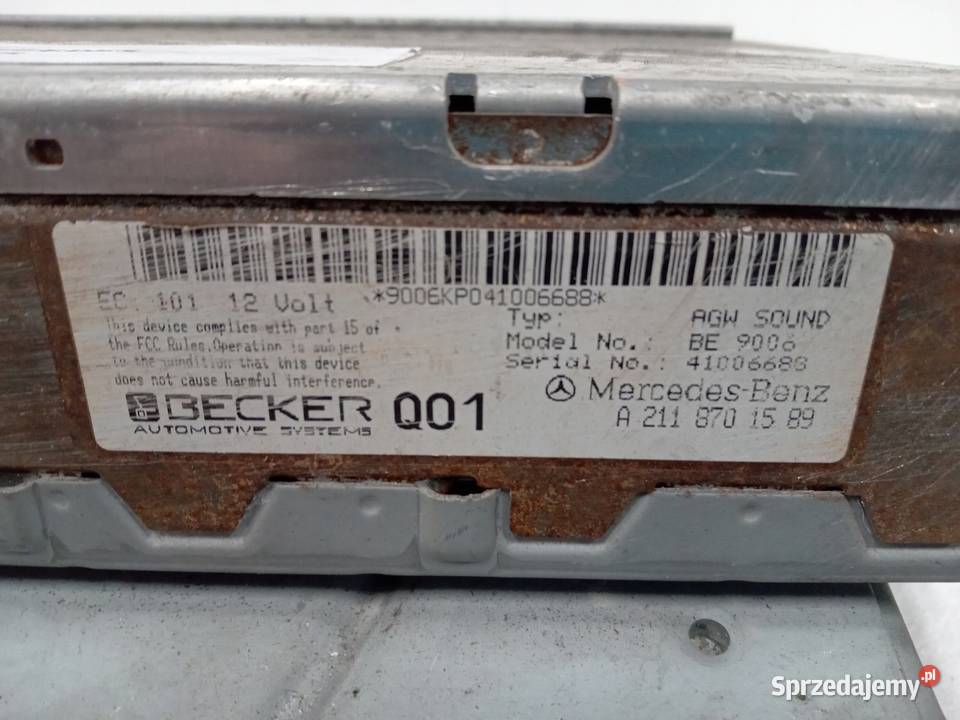 *9006KP041006688*
EC. 101 12 Volt
This device complies with part 15 of
the FCC Rules.Operation is subject
to the condition that this device
does not cause harmful interference.
Typ: AGW SOUND
Model No.: BE 9006
Serial No.: 41006688
Mercedes-Benz
A 211 870 15 89
BECKER Q01
AUTOMOTIVE SYSTEMS
Sprzedajemy.pl